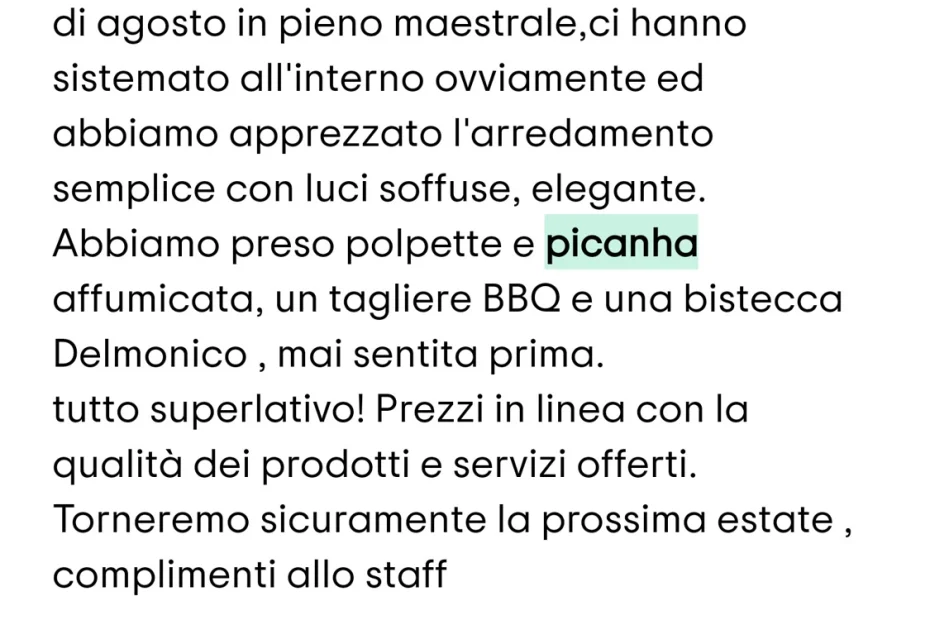 di agosto in pieno maestrale,ci hanno
sistemato all'interno ovviamente ed
abbiamo apprezzato l'arredamento
semplice con luci soffuse, elegante.
Abbiamo preso polpette e picanha
affumicata, un tagliere BBQ e una bistecca
Delmonico , mai sentita prima.
tutto superlativo! Prezzi in linea con la
qualità dei prodotti e servizi offerti.
Torneremo sicuramente la prossima estate ,
complimenti allo staff